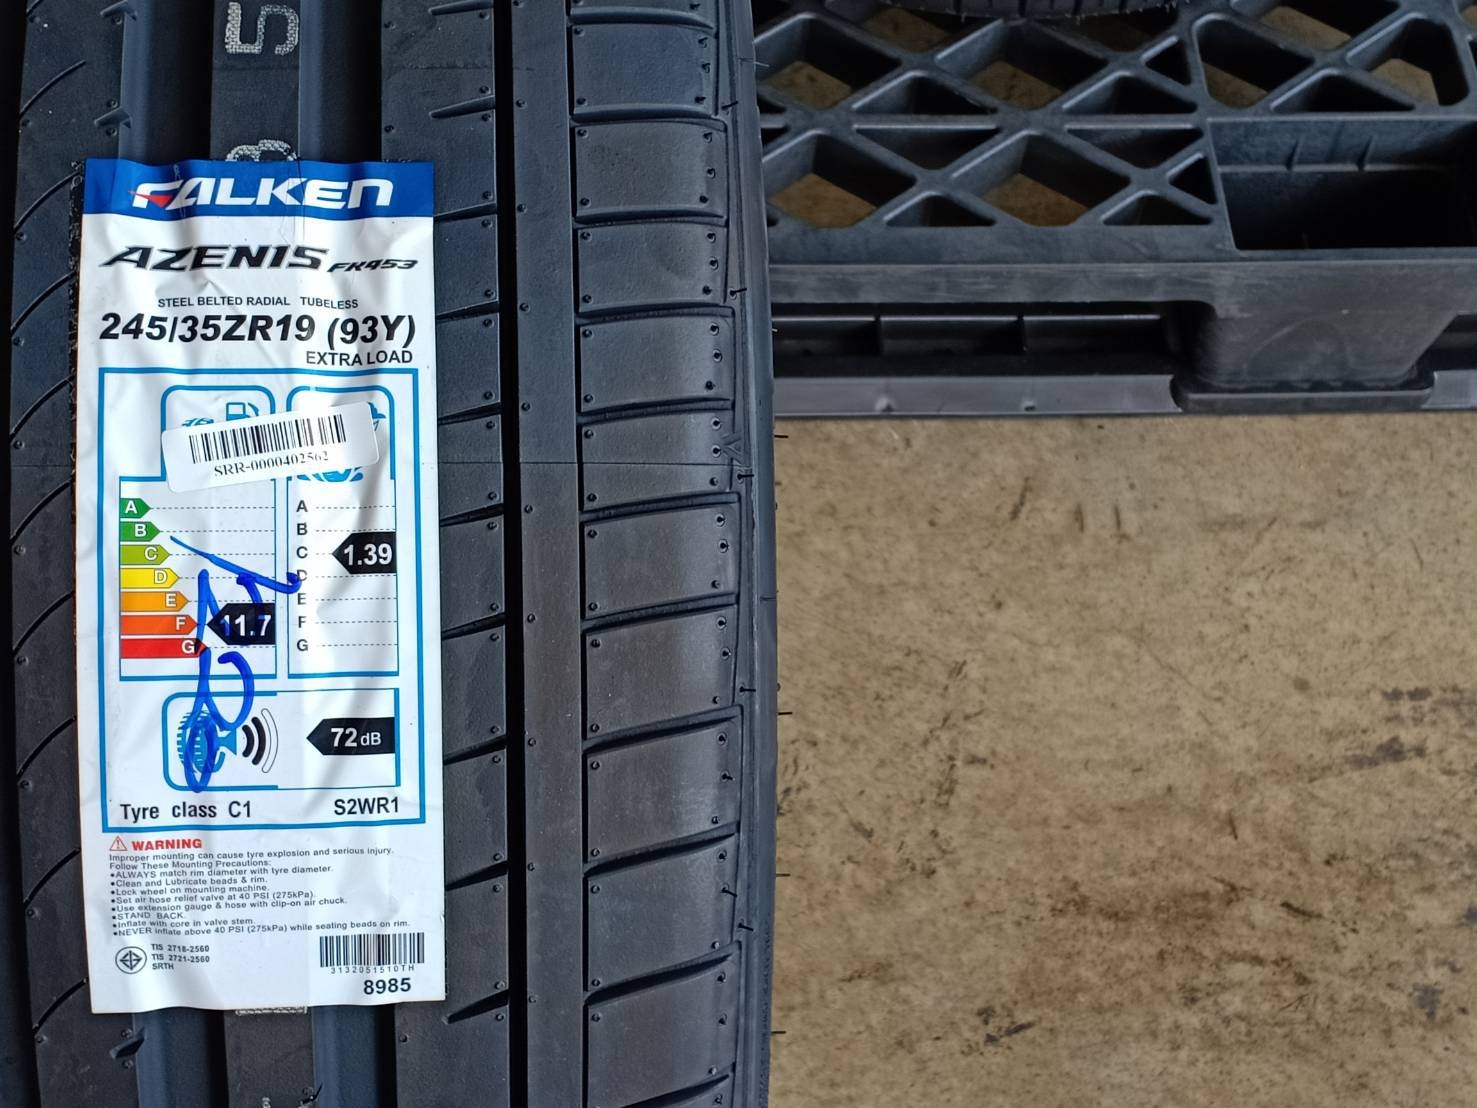 5
8
FALKEN
AZENIS FK453
STEEL BELTED RADIAL TUBELESS
245/35ZR19 (93Y)
EXTRA LOAD
SRR-0000402562
A A
B B
C C 1.39
D D
E E
F 11.7 F
G G
72 dB
Tyre class C1 S2WR1
WARNING
Improper mounting can cause tyre explosion and serious injury.
Follow These Mounting Precautions:
•ALWAYS match rim diameter with tyre diameter.
•Clean and Lubricate beads & rim.
•Lock wheel on mounting machine.
•Set air hose relief valve at 40 PSI (275kPa).
•Use extension gauge & hose with clip-on air chuck.
•STAND BACK.
•Inflate with core in valve stem.
•NEVER inflate above 40 PSI (275kPa) while seating beads on rim.
TIS 2718-2560
TIS 2721-2560
SRTH
3132051510TH
8985